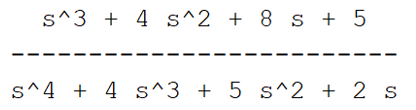 s^3 + 4 s^2 + 8 s + 5
-------------------------
s^4 + 4 s^3 + 5 s^2 + 2 s